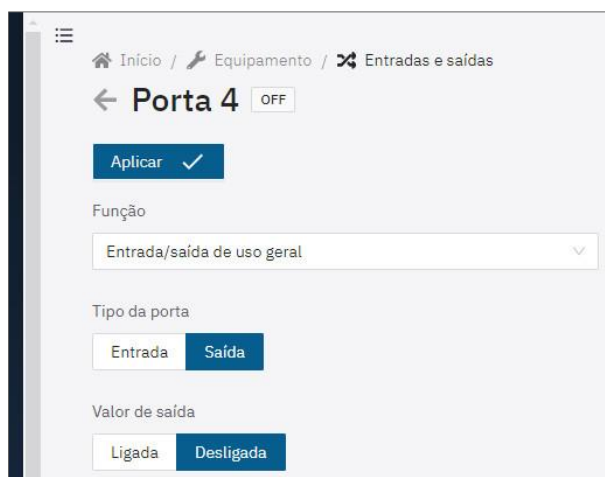 Início / Equipamento / Entradas e saídas
Porta 4 OFF
Aplicar
Função
Entrada/saída de uso geral
Tipo da porta
Entrada Saída
Valor de saída
Ligada Desligada